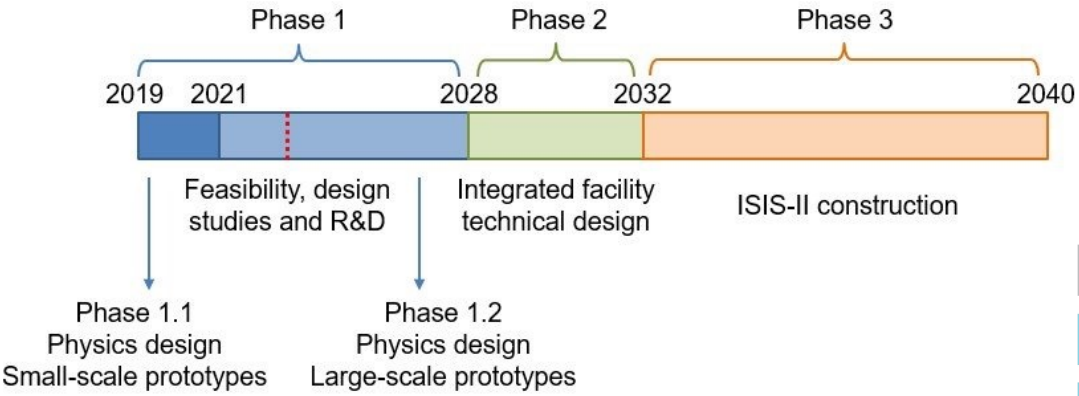 Phase 1
Phase 2
Phase 3
2019
2021
2028
2032
2040
Feasibility, design
studies and R&D
Integrated facility
technical design
ISIS-II construction
Phase 1.1
Physics design
Small-scale prototypes
Phase 1.2
Physics design
Large-scale prototypes